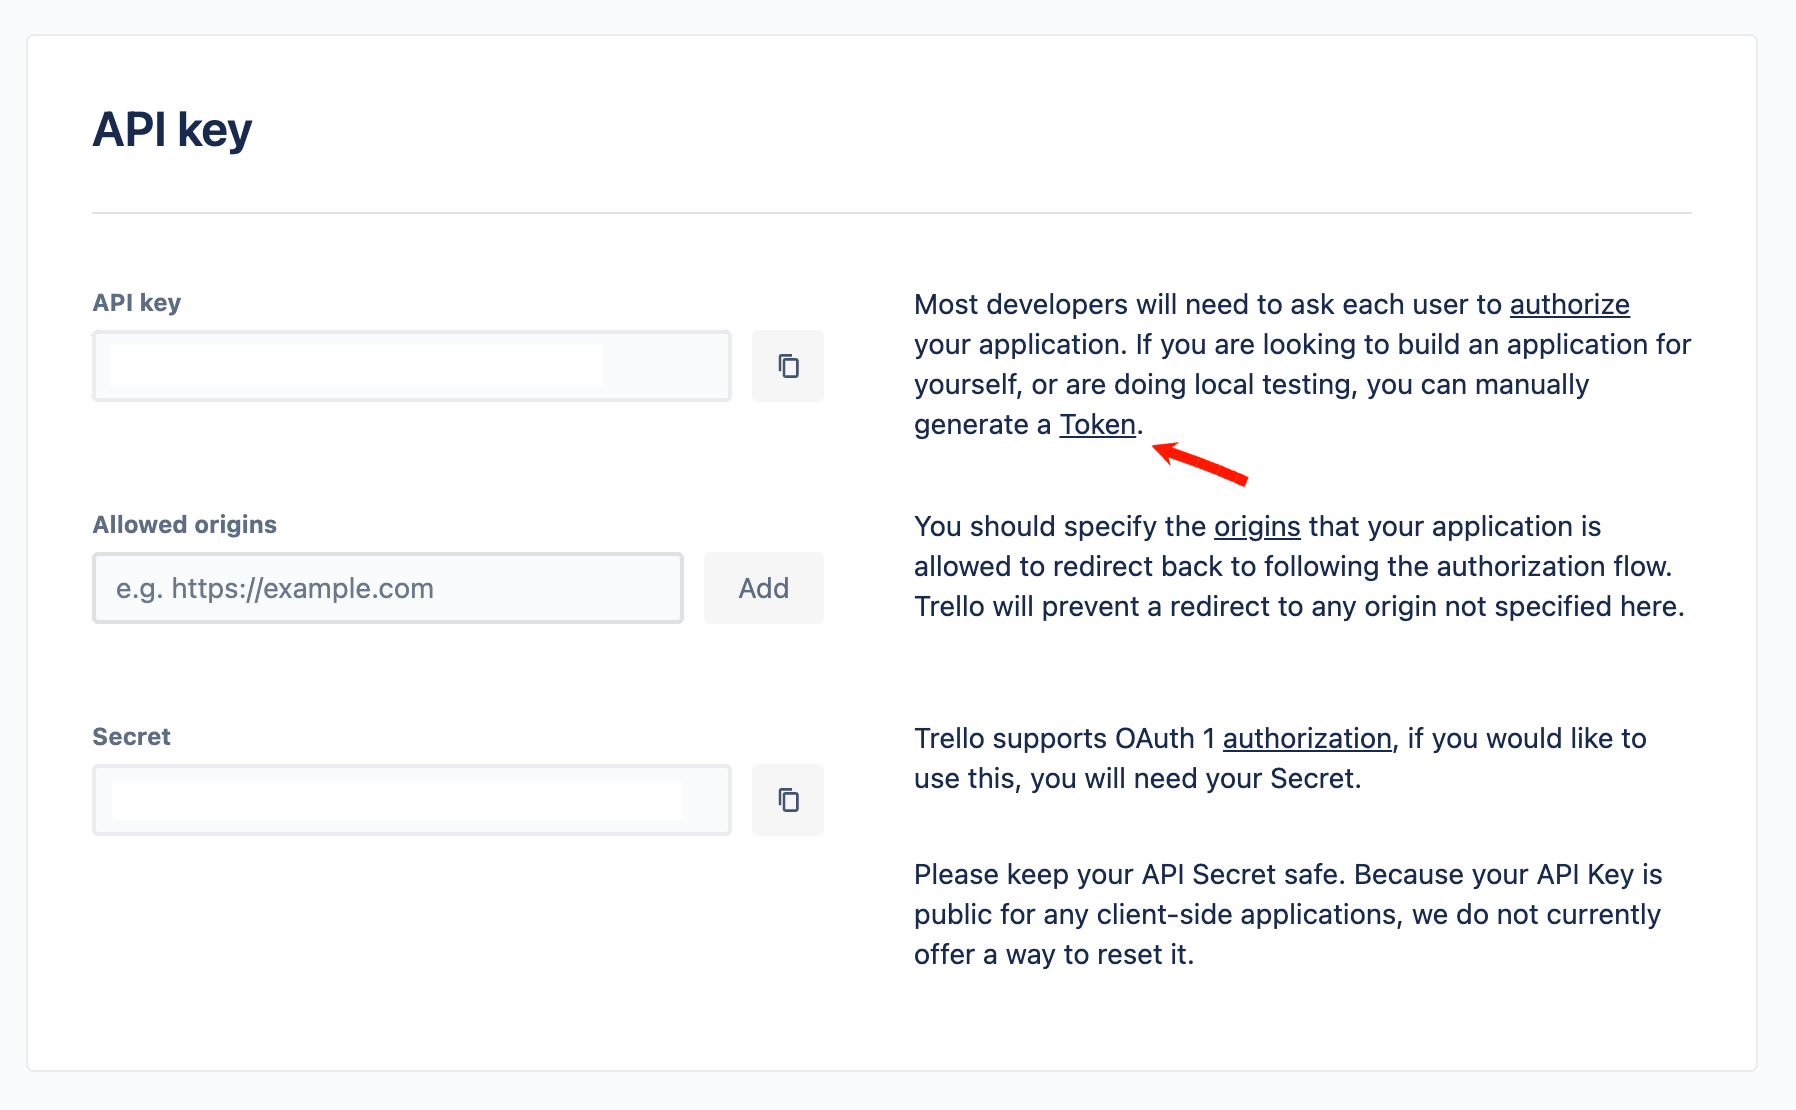 API key
API key
Most developers will need to ask each user to authorize
your application. If you are looking to build an application for
yourself, or are doing local testing, you can manually
generate a Token.
Allowed origins
e.g. https://example.com
Add
You should specify the origins that your application is
allowed to redirect back to following the authorization flow.
Trello will prevent a redirect to any origin not specified here.
Secret
Trello supports OAuth 1 authorization, if you would like to
use this, you will need your Secret.
Please keep your API Secret safe. Because your API Key is
public for any client-side applications, we do not currently
offer a way to reset it.